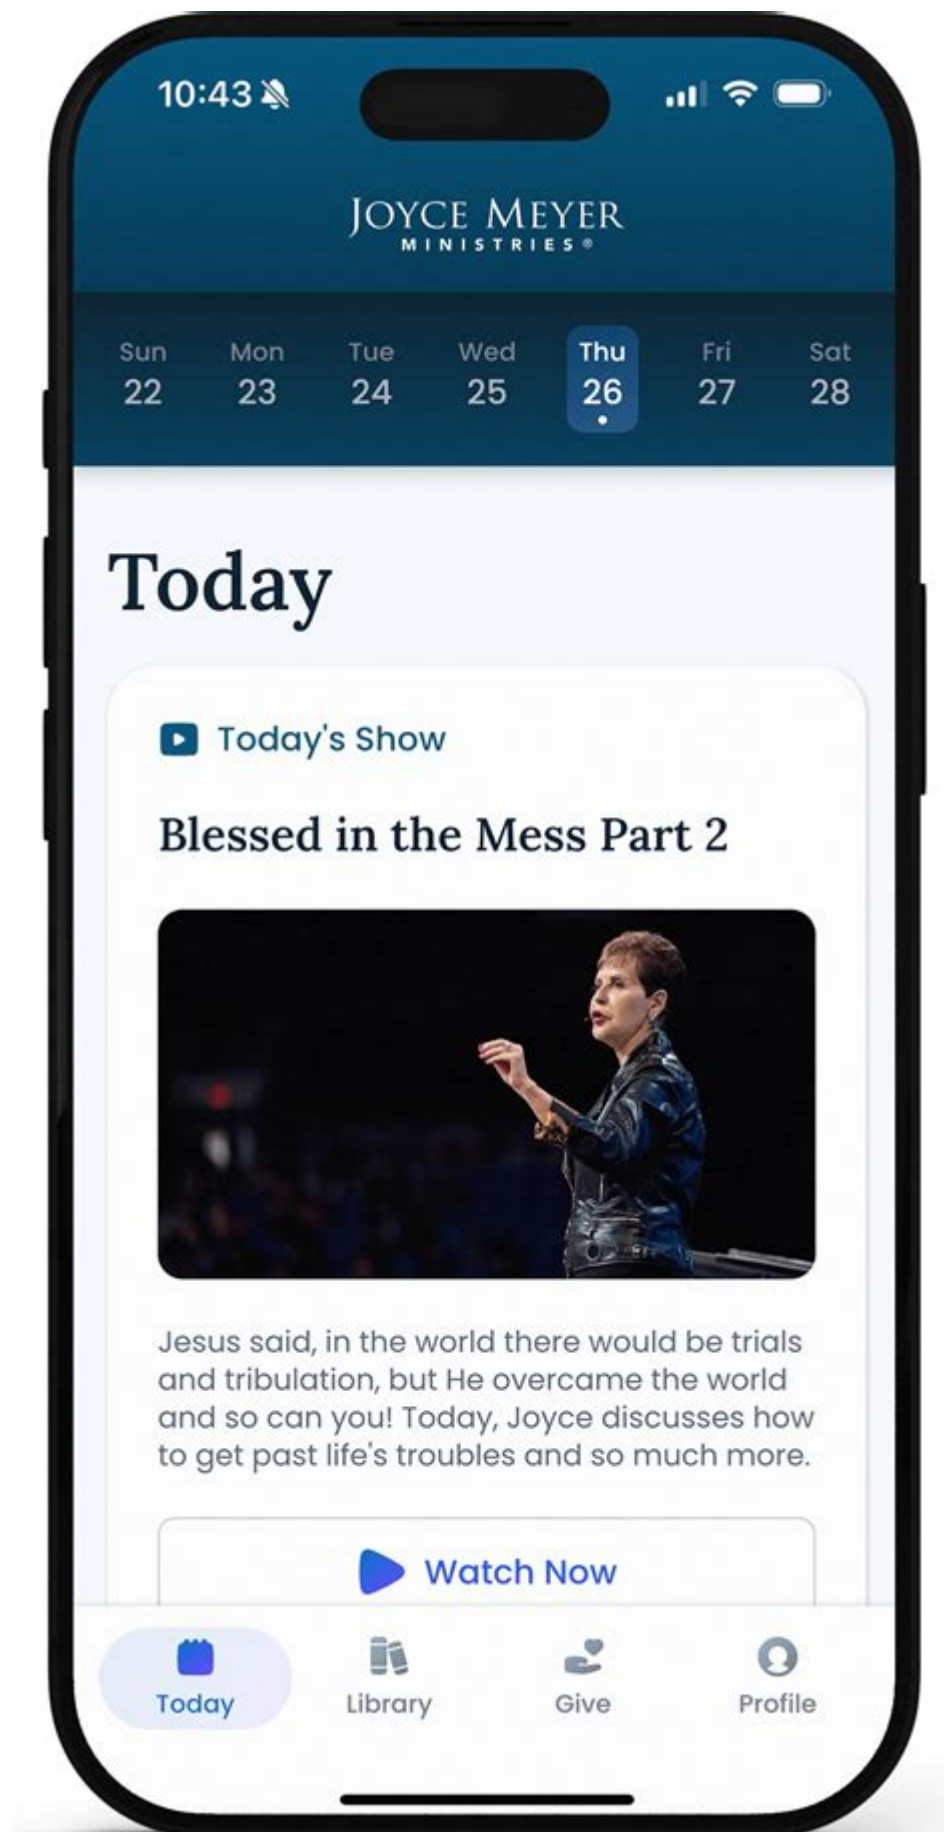 10:43
JOYCE MEYER
MINISTRIES®
Sun Mon Tue Wed Thu Fri Sat
22 23 24 25 26 27 28
Today
Today's Show
Blessed in the Mess Part 2
Jesus said, in the world there would be trials
and tribulation, but He overcame the world
and so can you! Today, Joyce discusses how
to get past life's troubles and so much more.
Watch Now
Today Library Give Profile